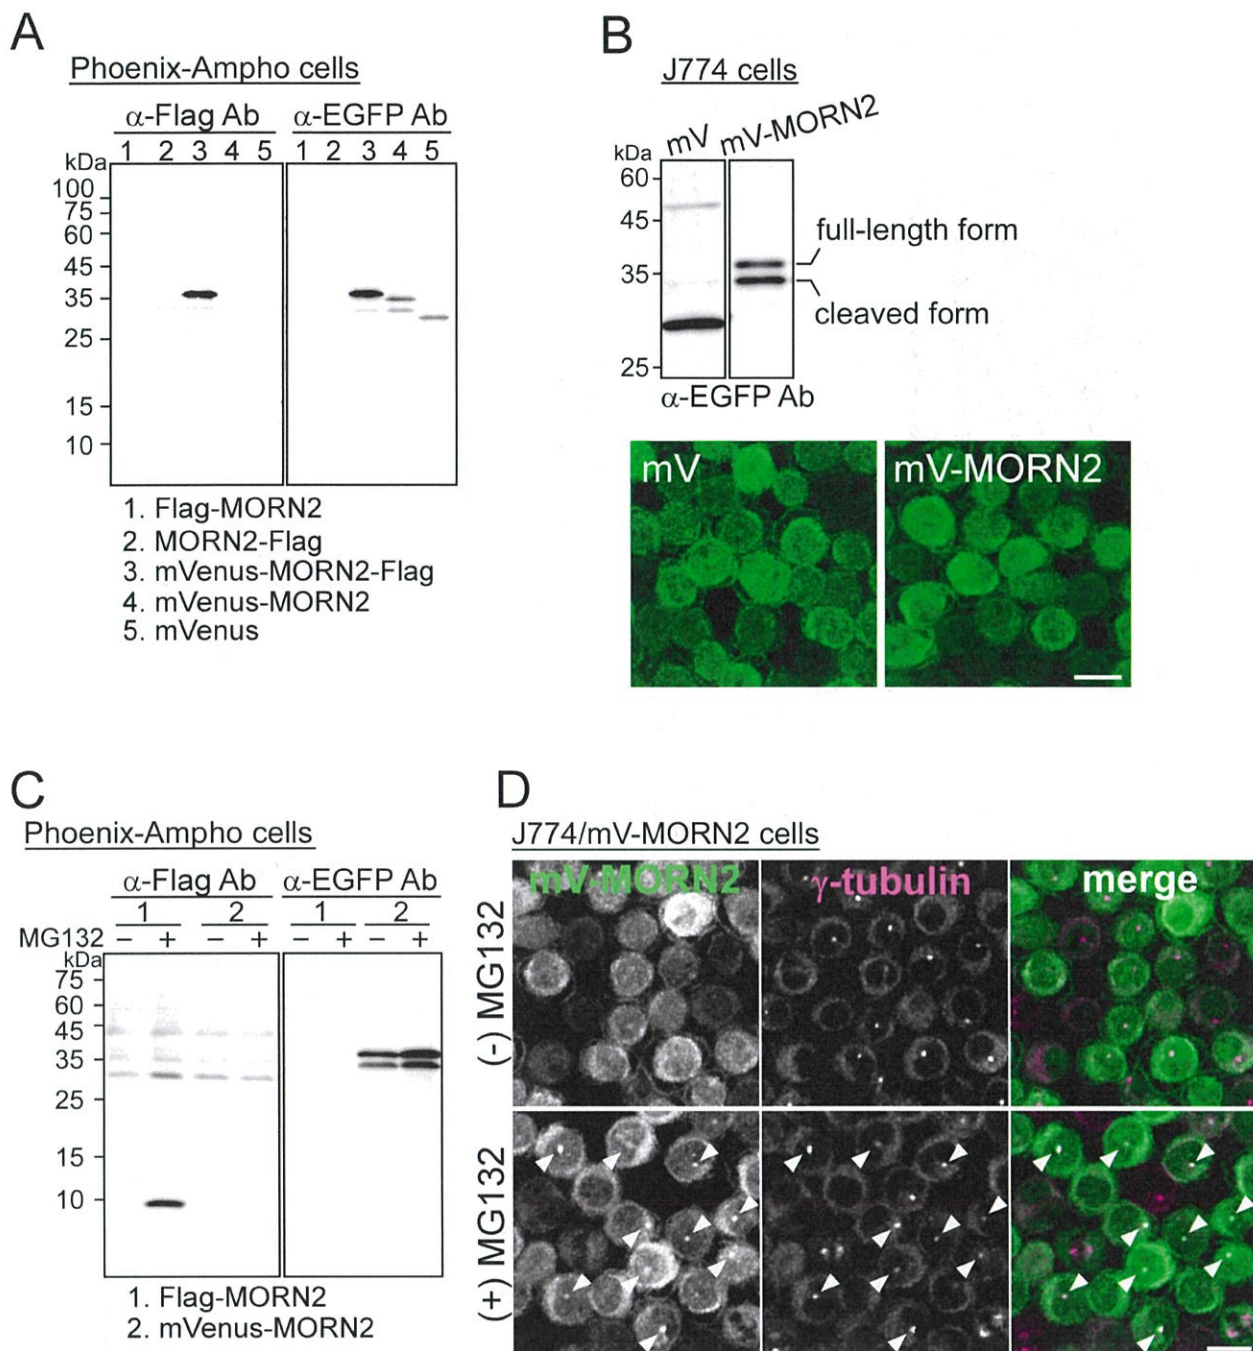 A
Phoenix-Ampho cells
α-Flag Ab α-EGFP Ab
1 2 3 4 5 1 2 3 4 5
kDa
100
75
60
45
35
25
15
10
1. Flag-MORN2
2. MORN2-Flag
3. mVenus-MORN2-Flag
4. mVenus-MORN2
5. mVenus
B
J774 cells
mV mV-MORN2
kDa
60
45
35
25
full-length form
cleaved form
α-EGFP Ab
mV mV-MORN2
C
Phoenix-Ampho cells
α-Flag Ab α-EGFP Ab
1 2 1 2
MG132 – + – + – + – +
kDa
75
60
45
35
25
15
10
1. Flag-MORN2
2. mVenus-MORN2
D
J774/mV-MORN2 cells
mV-MORN2 γ-tubulin merge
(-) MG132
(+) MG132